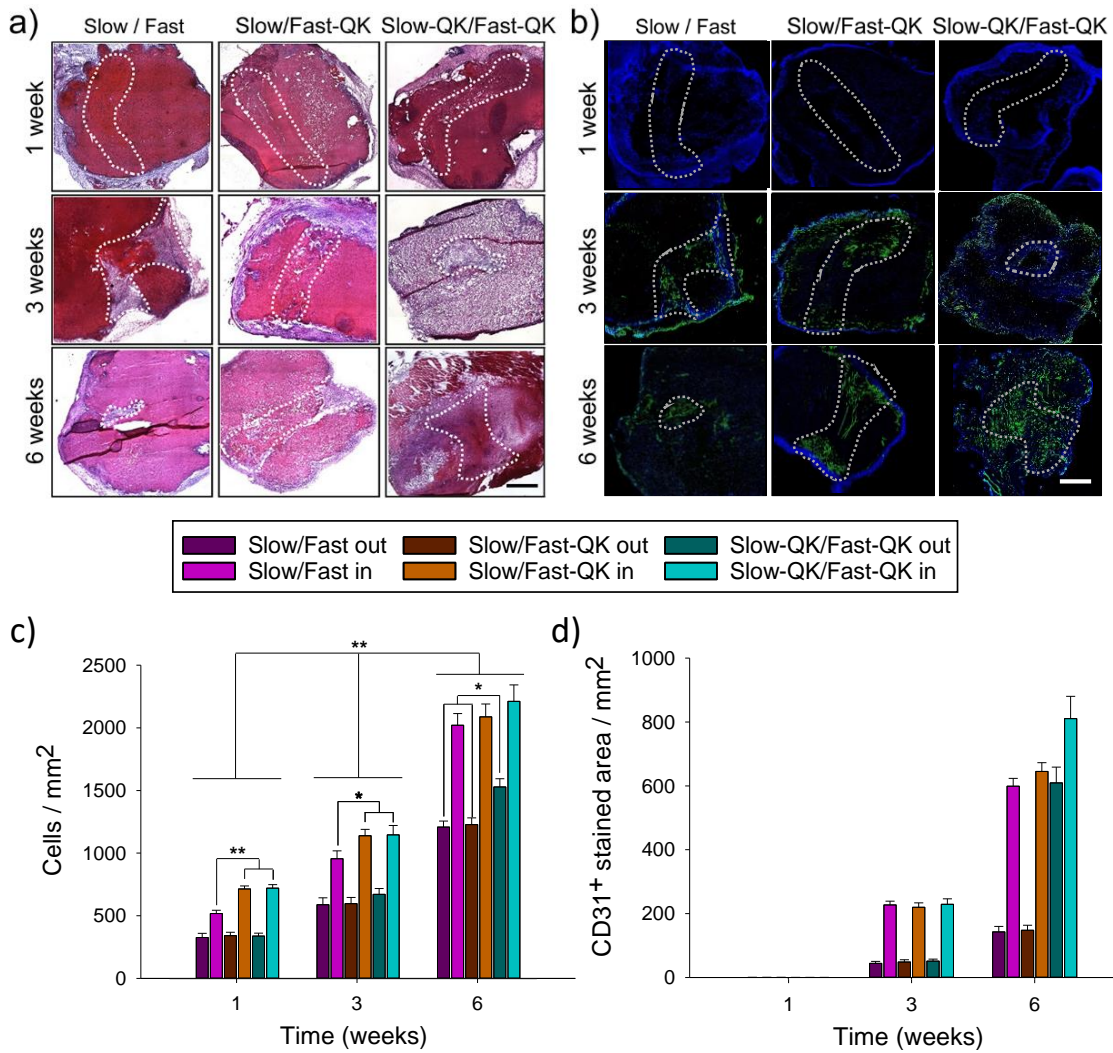 a) Slow / Fast Slow/Fast-QK Slow-QK/Fast-QK
1 week
3 weeks
6 weeks
b) Slow / Fast Slow/Fast-QK Slow-QK/Fast-QK
1 week
3 weeks
6 weeks
Slow/Fast out Slow/Fast-QK out Slow-QK/Fast-QK out
Slow/Fast in Slow/Fast-QK in Slow-QK/Fast-QK in
c)
Cells / mm2
2500
2000
1500
1000
500
0
**
*
*
**
1 3 6
Time (weeks)
d)
CD31+ stained area / mm2
1000
800
600
400
200
0
1 3 6
Time (weeks)